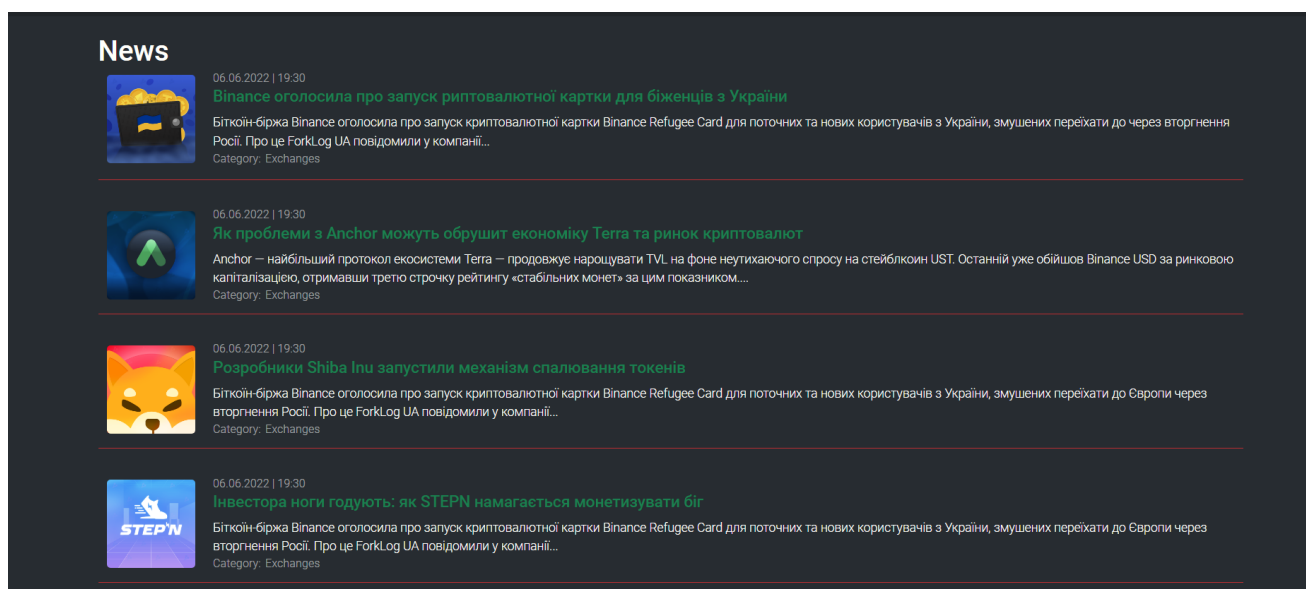 News
06.06.2022 | 19:30
Binance оголосила про запуск риптовалютної картки для біженців з України
Біткоїн-біржа Binance оголосила про запуск криптовалютної картки Binance Refugee Card для поточних та нових користувачів з України, змушених переїхати до через вторгнення
Росії. Про це ForkLog UA повідомили у компанії...
Category: Exchanges
06.06.2022 | 19:30
Як проблеми з Anchor можуть обрушит економіку Terra та ринок криптовалют
Anchor — найбільший протокол екосистеми Terra — продовжує нарощувати TVL на фоне неутихаючого спросу на стейблкоин UST. Останній уже обійшов Binance USD за ринковою
капіталізацією, отримавши третю строчку рейтингу «стабільних монет» за цим показником....
Category: Exchanges
06.06.2022 | 19:30
Розробники Shiba Inu запустили механізм спалювання токенів
Біткоїн-біржа Binance оголосила про запуск криптовалютної картки Binance Refugee Card для поточних та нових користувачів з України, змушених переїхати до Європи через
вторгнення Росії. Про це ForkLog UA повідомили у компанії...
Category: Exchanges
STEP'N
06.06.2022 | 19:30
Інвестора ноги годують: як STEPN намагається монетизувати біг
Біткоїн-біржа Binance оголосила про запуск криптовалютної картки Binance Refugee Card для поточних та нових користувачів з України, змушених переїхати до Європи через
вторгнення Росії. Про це ForkLog UA повідомили у компанії...
Category: Exchanges